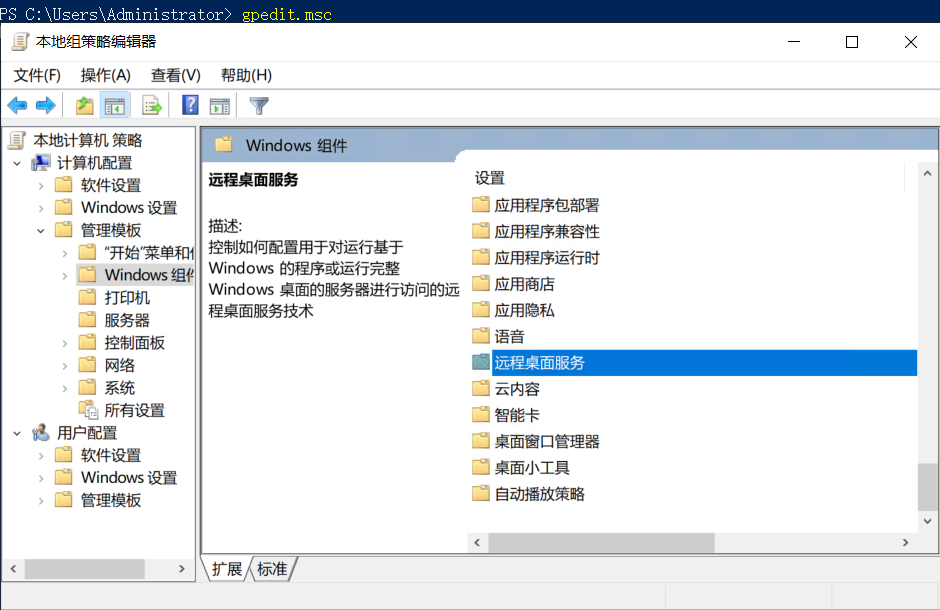 PS C:\Users\Administrator> gpedit.msc
本地组策略编辑器
文件(F) 操作(A) 查看(V) 帮助(H)
本地计算机 策略
计算机配置
软件设置
Windows 设置
管理模板
“开始”菜单和
Windows 组件
打印机
服务器
控制面板
网络
系统
所有设置
用户配置
软件设置
Windows 设置
管理模板
Windows 组件
远程桌面服务
描述:
控制如何配置用于对运行基于
Windows 的程序或运行完整
Windows 桌面的服务器进行访问的远
程桌面服务技术
设置
应用程序包部署
应用程序兼容性
应用程序运行时
应用商店
应用隐私
语音
远程桌面服务
云内容
智能卡
桌面窗口管理器
桌面小工具
自动播放策略
扩展 标准